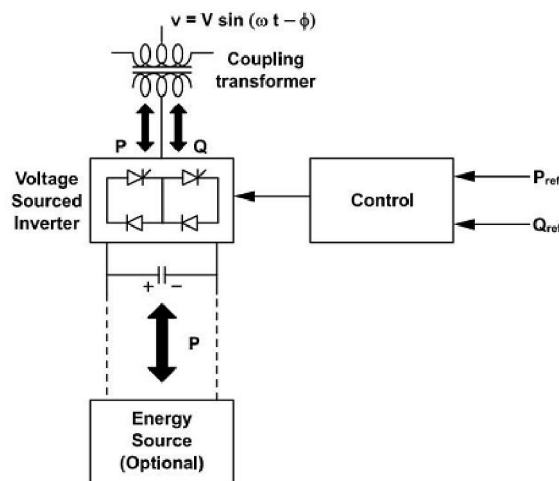 v = V sin (ω t – ϕ)
Coupling
transformer
P
Q
Voltage
Sourced
Inverter
Control
P_ref
Q_ref
+
–
P
Energy
Source
(Optional)